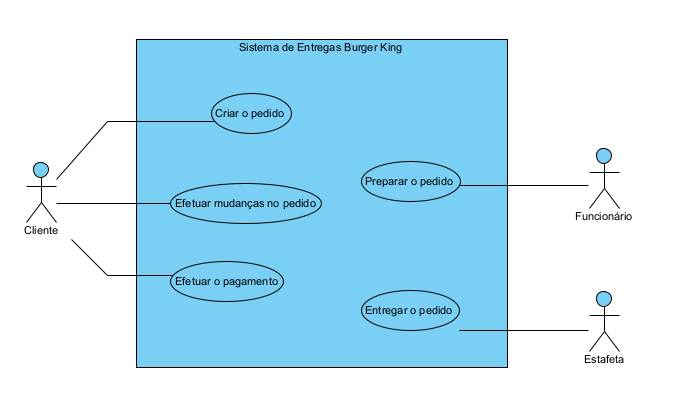 Sistema de Entregas Burger King
Criar o pedido
Preparar o pedido
Efetuar mudanças no pedido
Funcionário
Cliente
Efetuar o pagamento
Entregar o pedido
Estafeta